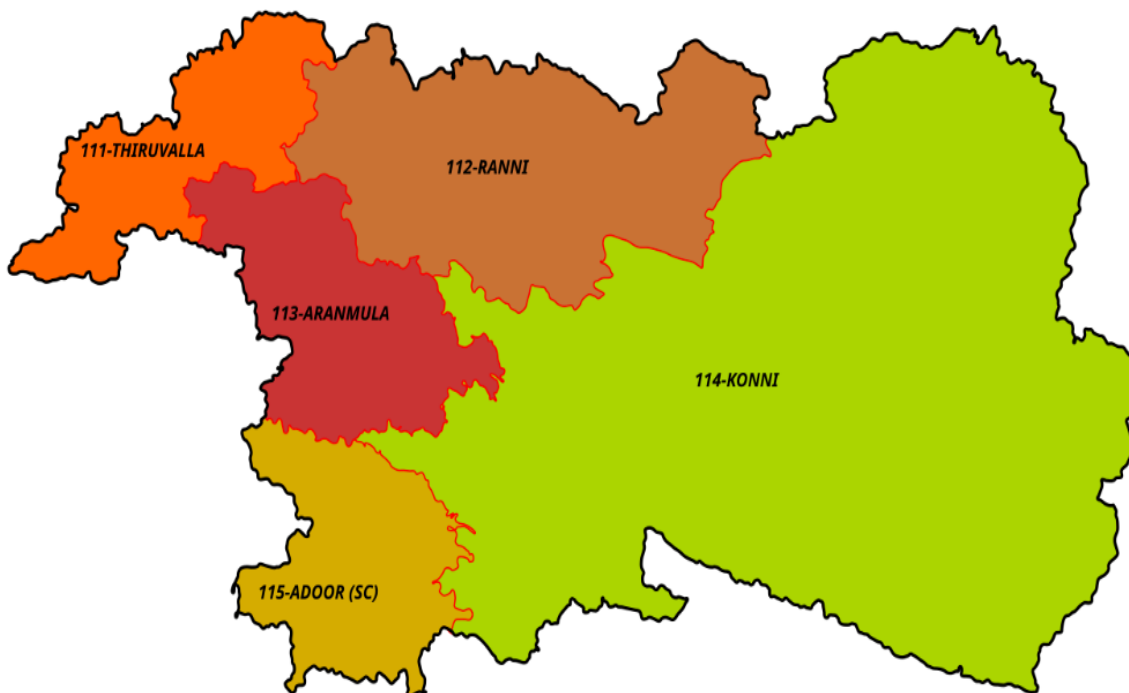 111-THIRUVALLA
112-RANNI
113-ARANMULA
114-KONNI
115-ADOOR (SC)